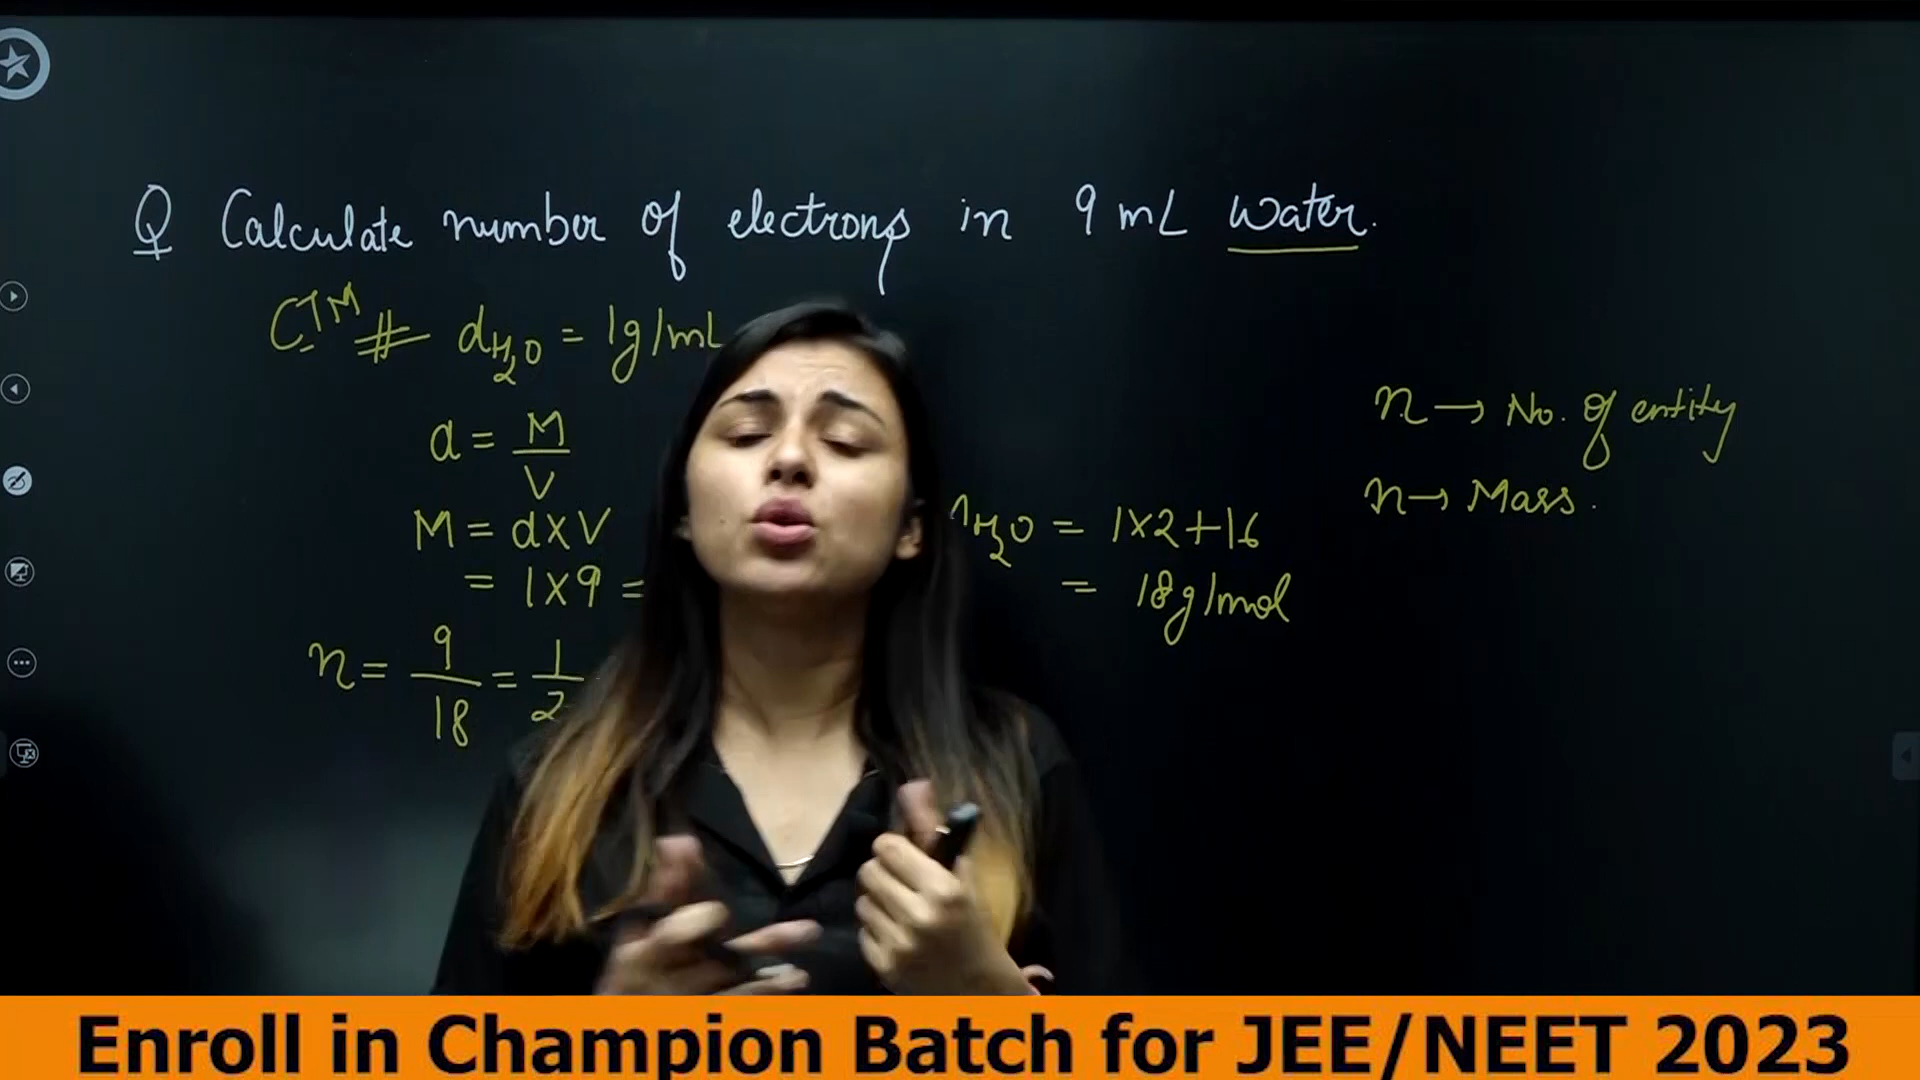 Q Calculate number of electrons in 9 mL water.
CTM # dH₂O = 1g/mL
d = M/V
M = d×V
= 1×9 =
n = 9/18 = 1/2
H₂O = 1×2+16
= 18g/mol
n → No. of entity
n → Mass.
Enroll in Champion Batch for JEE/NEET 2023